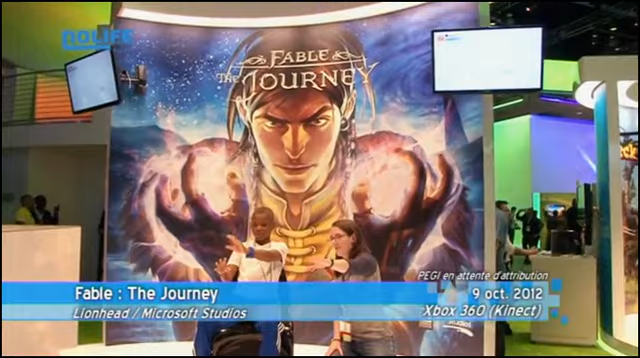 NOLIFE
FABLE
THE JOURNEY
PEGI en attente d'attribution
Fable : The Journey
9 oct. 2012
Lionhead / Microsoft Studios
Xbox 360 (Kinect)